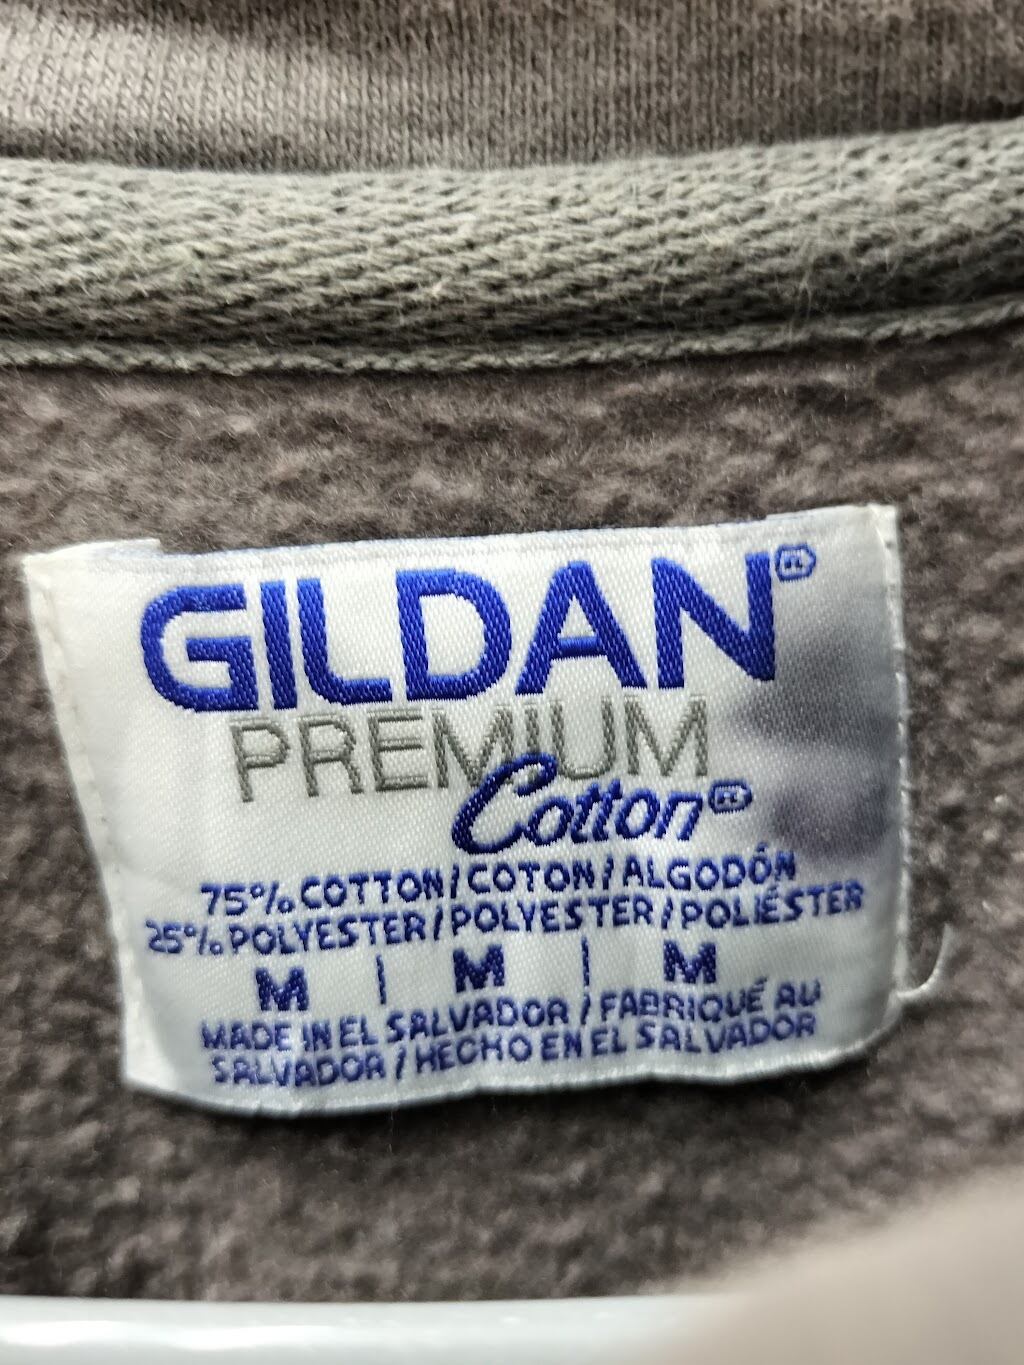 GILDAN®
PREMIUM
Cotton®
75% COTTON / COTON / ALGODÓN
25% POLYESTER / POLYESTER / POLIÉSTER
M | M | M
MADE IN EL SALVADOR / FABRIQUÉ AU
SALVADOR / HECHO EN EL SALVADOR